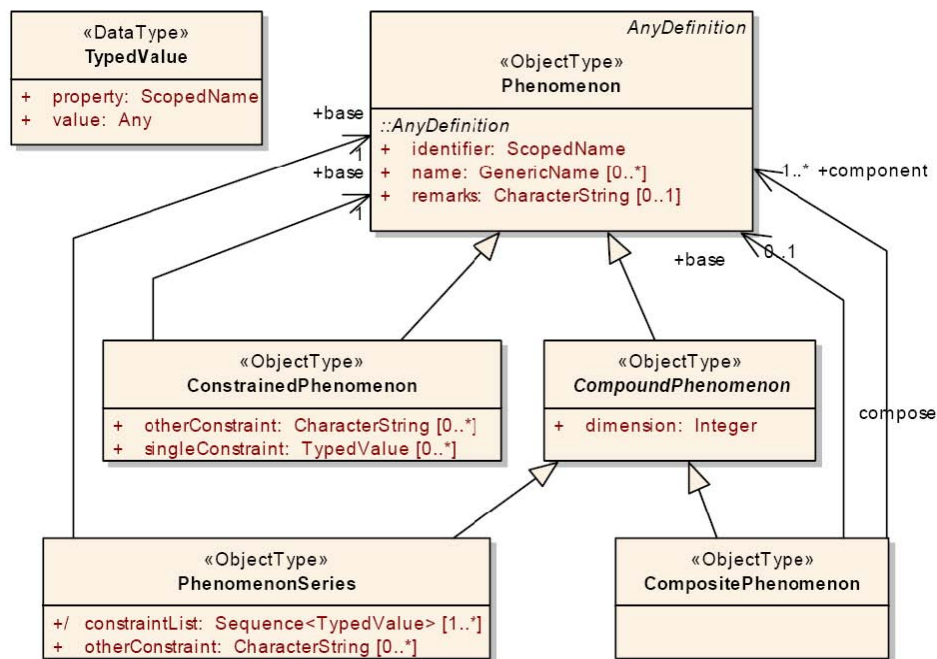 «DataType»
TypedValue
+ property: ScopedName
+ value: Any
AnyDefinition
«ObjectType»
Phenomenon
::AnyDefinition
+ identifier: ScopedName
+ name: GenericName [0..*]
+ remarks: CharacterString [0..1]
+base
1
+base
1
1..* +component
+base
0..1
«ObjectType»
ConstrainedPhenomenon
+ otherConstraint: CharacterString [0..*]
+ singleConstraint: TypedValue [0..*]
«ObjectType»
CompoundPhenomenon
+ dimension: Integer
compose
«ObjectType»
PhenomenonSeries
+/ constraintList: Sequence<TypedValue> [1..*]
+ otherConstraint: CharacterString [0..*]
«ObjectType»
CompositePhenomenon